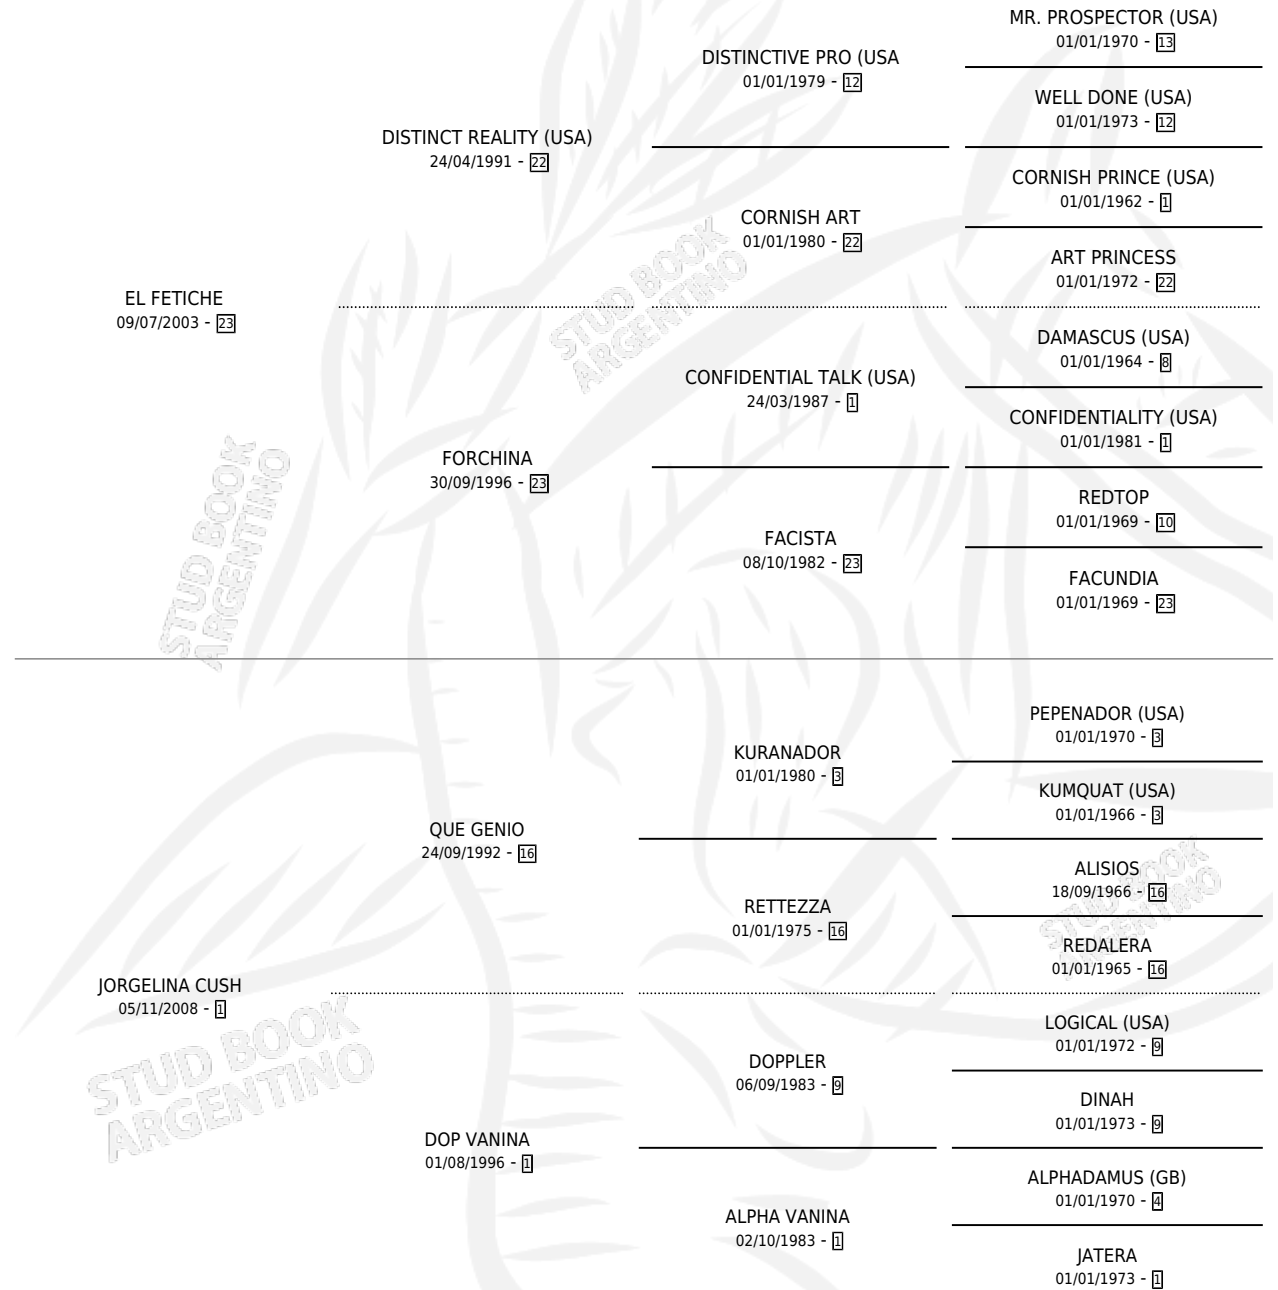 MR. PROSPECTOR (USA)
01/01/1970 - 13
DISTINCTIVE PRO (USA
01/01/1979 - 12
WELL DONE (USA)
01/01/1973 - 12
DISTINCT REALITY (USA)
24/04/1991 - 22
CORNISH PRINCE (USA)
01/01/1962 - 1
CORNISH ART
01/01/1980 - 22
ART PRINCESS
01/01/1972 - 22
EL FETICHE
09/07/2003 - 23
STUD BOOK
ARGENTINO
DAMASCUS (USA)
01/01/1964 - 8
CONFIDENTIAL TALK (USA)
24/03/1987 - 1
CONFIDENTIALITY (USA)
01/01/1981 - 1
FORCHINA
30/09/1996 - 23
REDTOP
01/01/1969 - 10
FACISTA
08/10/1982 - 23
FACUNDIA
01/01/1969 - 23
STUD BOOK
ARGENTINO
PEPENADOR (USA)
01/01/1970 - 3
KURANADOR
01/01/1980 - 3
KUMQUAT (USA)
01/01/1966 - 3
QUE GENIO
24/09/1992 - 16
ALISIOS
18/09/1966 - 16
RETTEZZA
01/01/1975 - 16
REDALERA
01/01/1965 - 16
STUD BOOK
ARGENTINO
JORGELINA CUSH
05/11/2008 - 1
LOGICAL (USA)
01/01/1972 - 9
DOPPLER
06/09/1983 - 9
DINAH
01/01/1973 - 9
STUD BOOK
ARGENTINO
DOP VANINA
01/08/1996 - 1
ALPHADAMUS (GB)
01/01/1970 - 4
ALPHA VANINA
02/10/1983 - 1
JATERA
01/01/1973 - 1